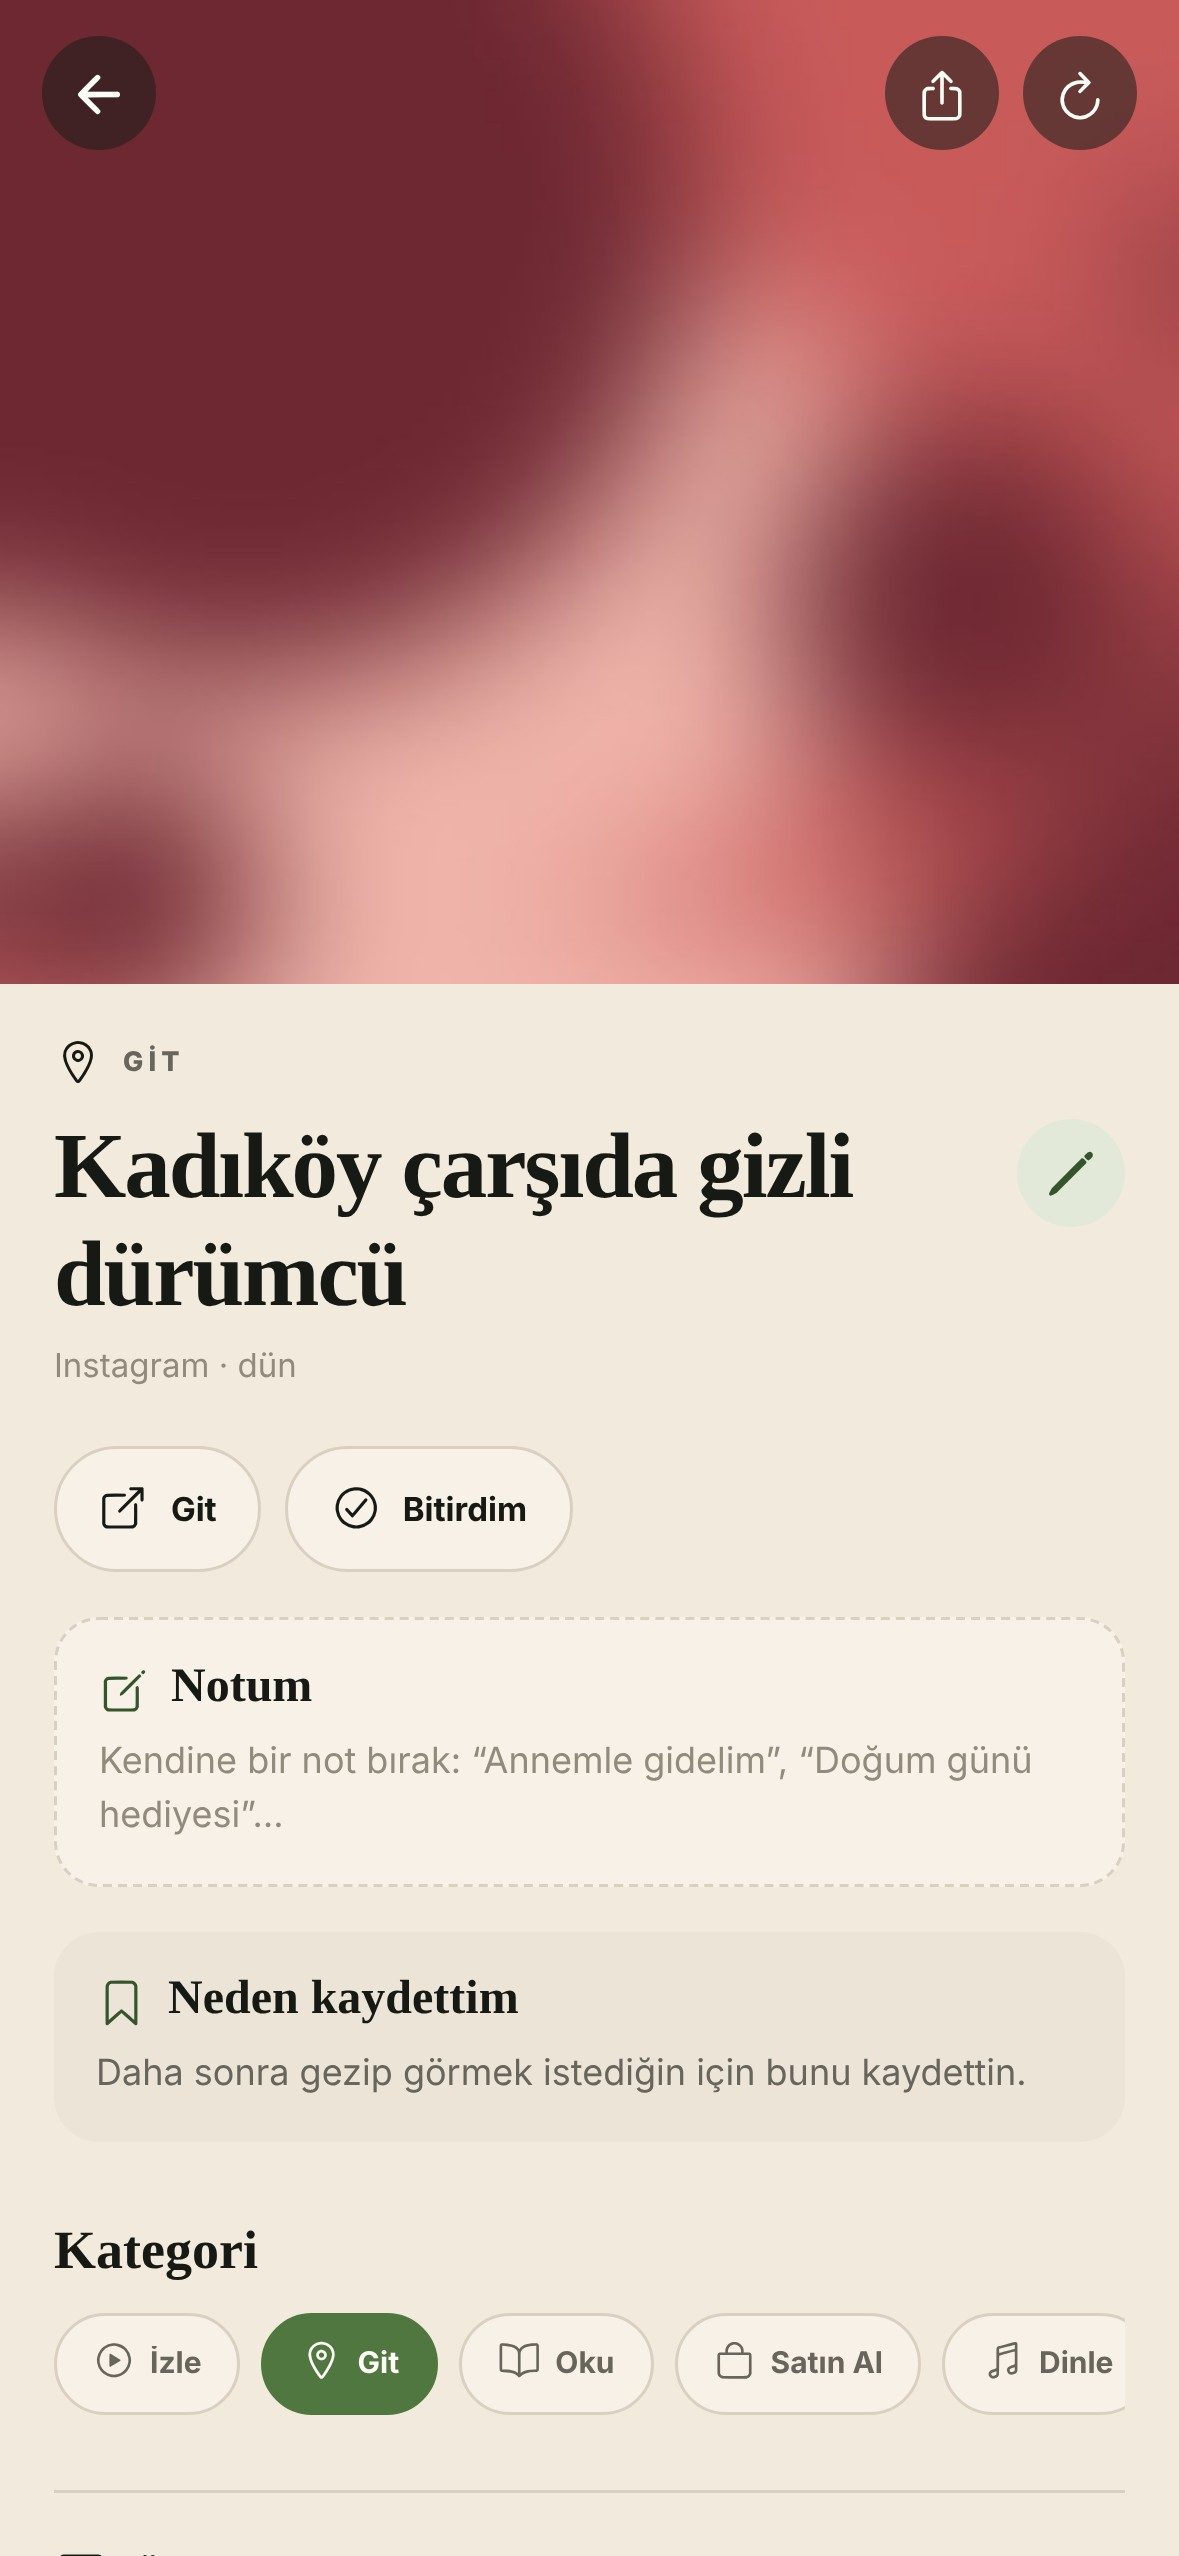 GİT
Kadıköy çarşıda gizli
dürümcü
Instagram · dün
Git
Bitirdim
Notum
Kendine bir not bırak: “Annemle gidelim”, “Doğum günü
hediyesi”...
Neden kaydettim
Daha sonra gezip görmek istediğin için bunu kaydettin.
Kategori
İzle
Git
Oku
Satın Al
Dinle